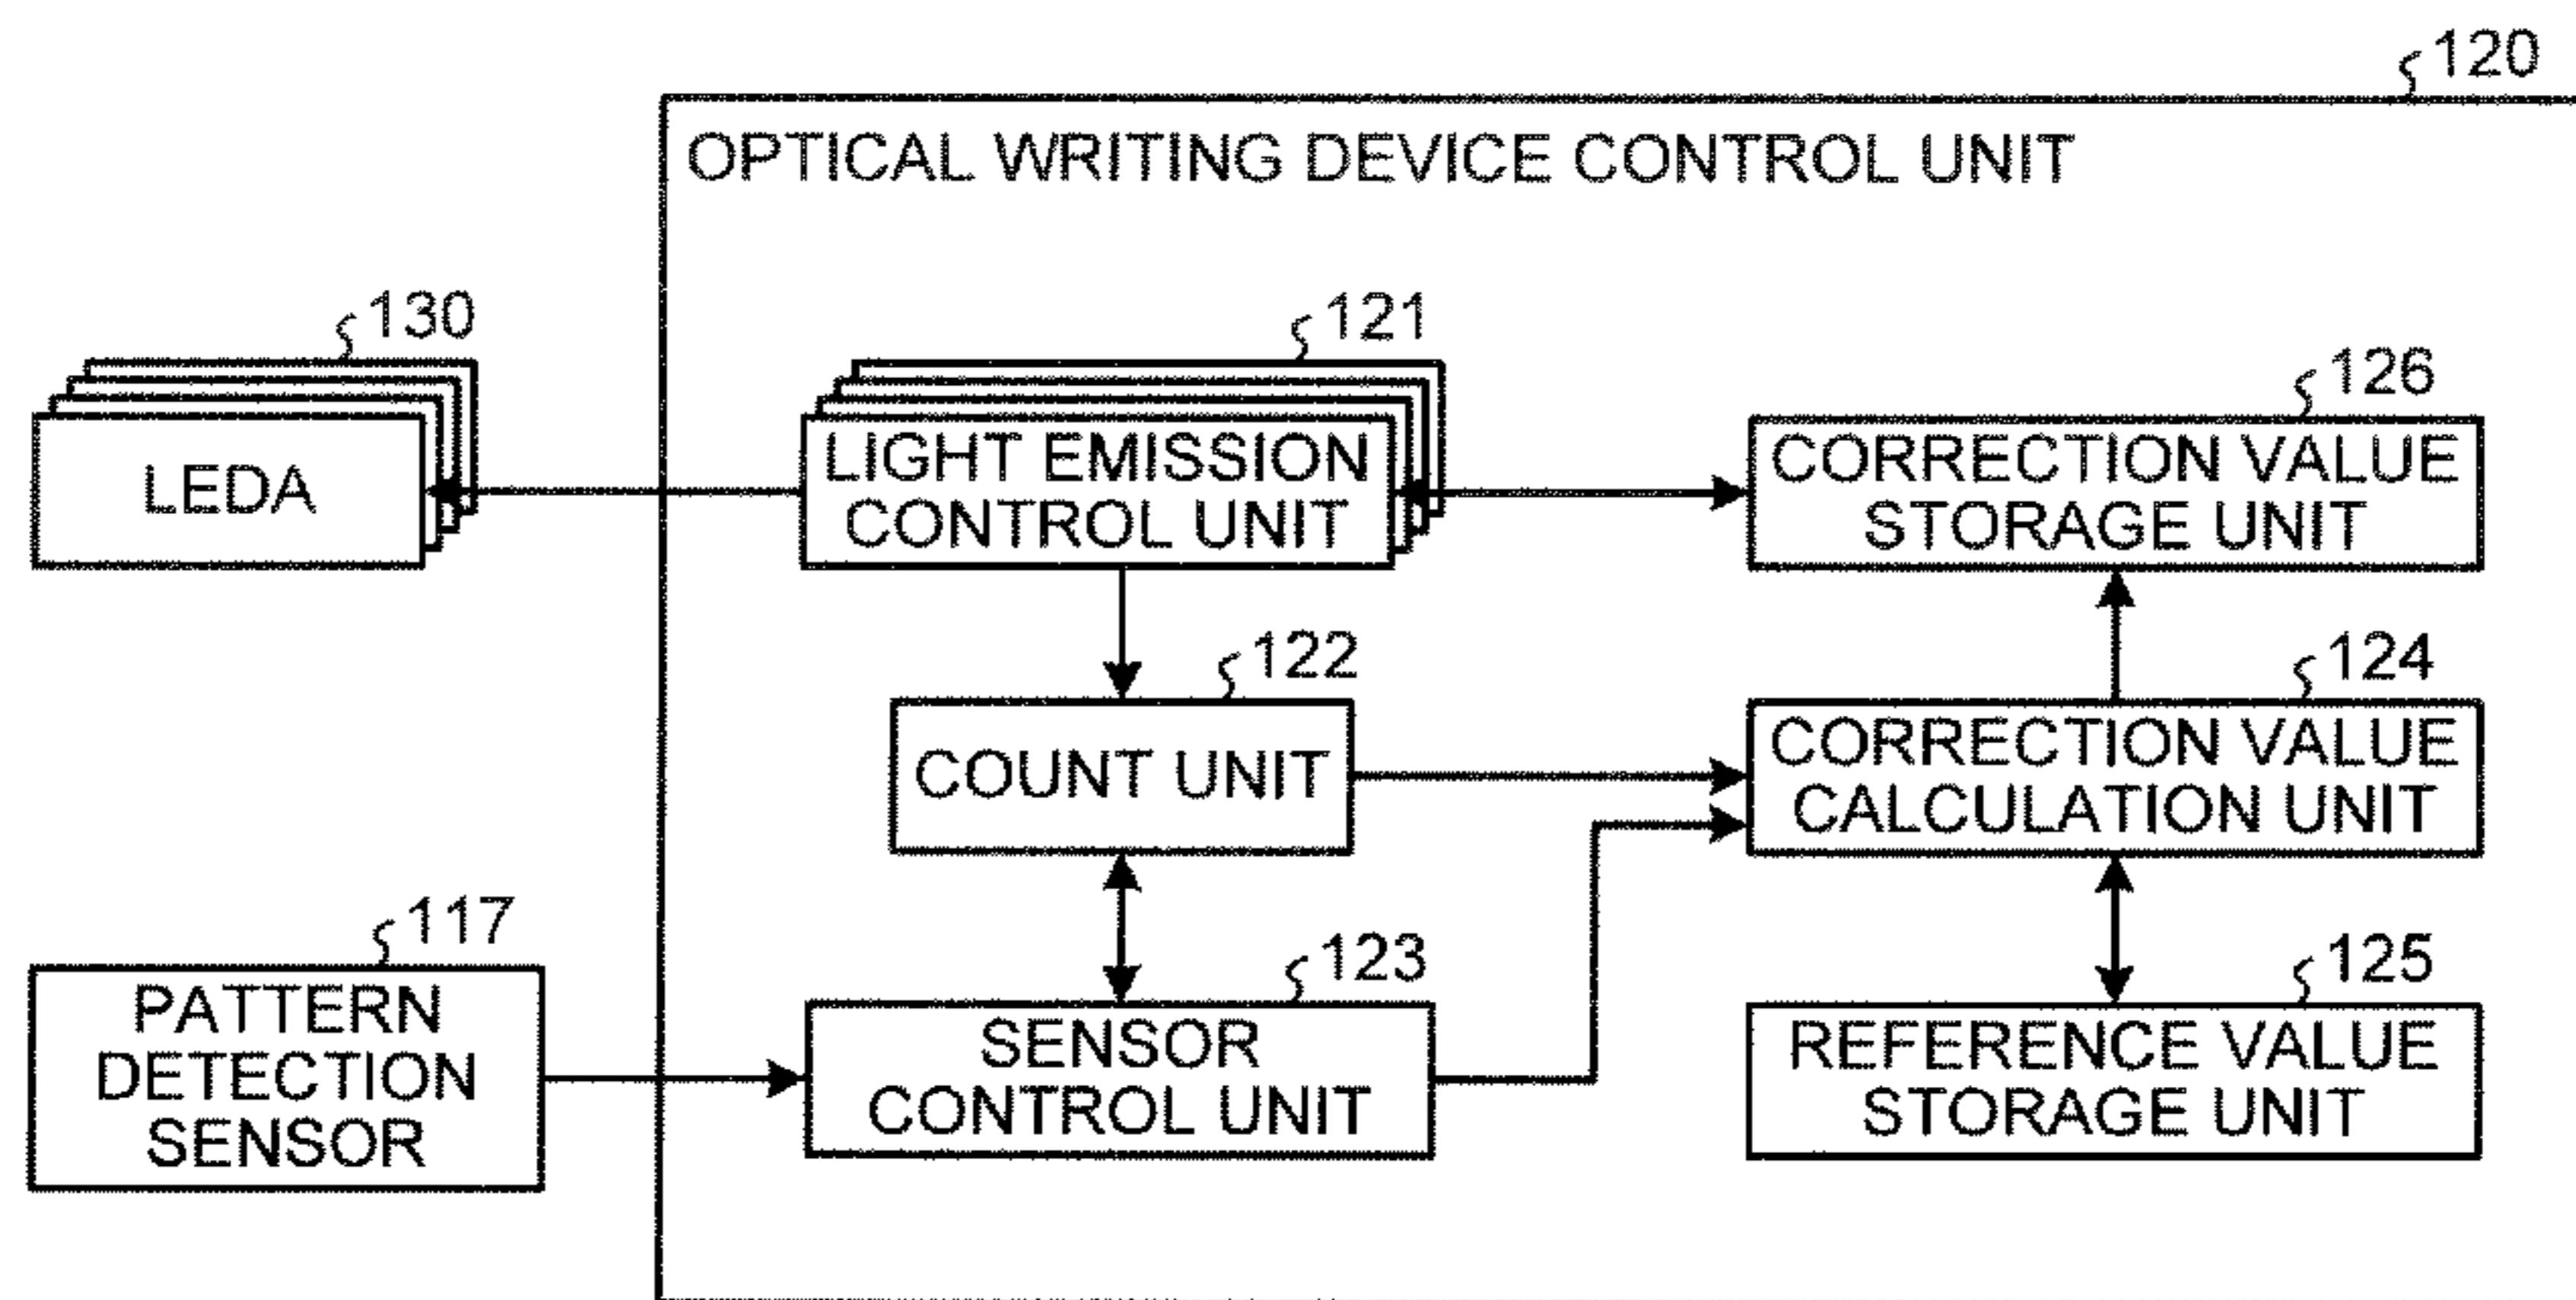 120
OPTICAL WRITING DEVICE CONTROL UNIT
130
121
126
LEDA
LIGHT EMISSION
CONTROL UNIT
CORRECTION VALUE
STORAGE UNIT
122
124
COUNT UNIT
CORRECTION VALUE
CALCULATION UNIT
117
123
125
PATTERN
DETECTION
SENSOR
SENSOR
CONTROL UNIT
REFERENCE VALUE
STORAGE UNIT